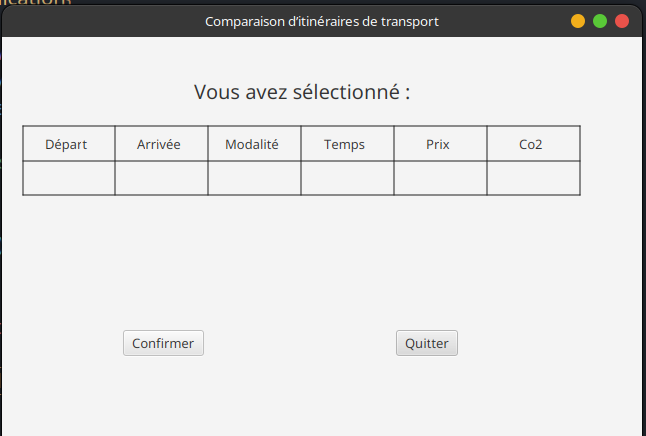 Comparaison d’itinéraires de transport
Vous avez sélectionné :
Départ Arrivée Modalité Temps Prix Co2
Confirmer Quitter